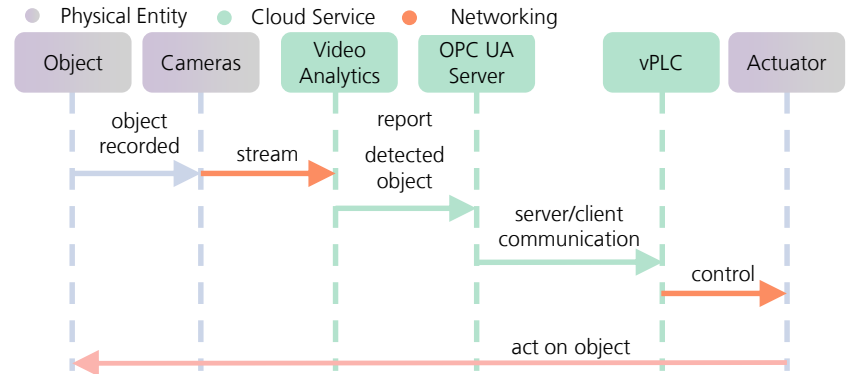 Physical Entity
Cloud Service
Networking
Object
Cameras
Video
Analytics
OPC UA
Server
vPLC
Actuator
object
recorded
stream
report
detected
object
server/client
communication
control
act on object